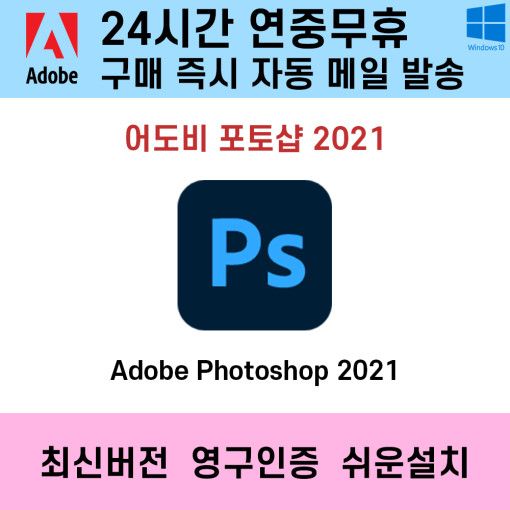 Adobe
24시간 연중무휴
구매 즉시 자동 메일 발송
Windows10
어도비 포토샵 2021
Ps
Adobe Photoshop 2021
최신버전 영구인증 쉬운설치